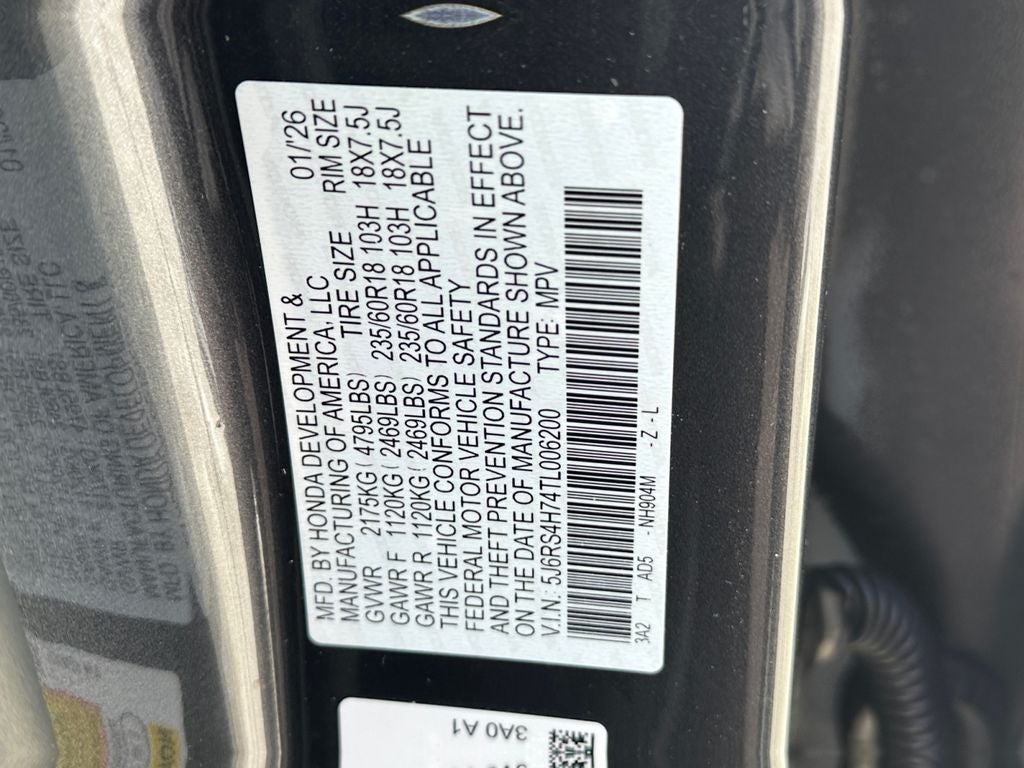 MFD. BY HONDA DEVELOPMENT &
MANUFACTURING OF AMERICA, LLC 01/'26
GVWR 2175KG ( 4795LBS) TIRE SIZE RIM SIZE
GAWR F 1120KG ( 2469LBS) 235/60R18 103H 18X7.5J
GAWR R 1120KG ( 2469LBS) 235/60R18 103H 18X7.5J
THIS VEHICLE CONFORMS TO ALL APPLICABLE
FEDERAL MOTOR VEHICLE SAFETY
AND THEFT PREVENTION STANDARDS IN EFFECT
ON THE DATE OF MANUFACTURE SHOWN ABOVE.
V.I.N.: 5J6RS4H74TL006200 TYPE: MPV
3A2 T AD5 -NH904M -Z-L
3A0 A1